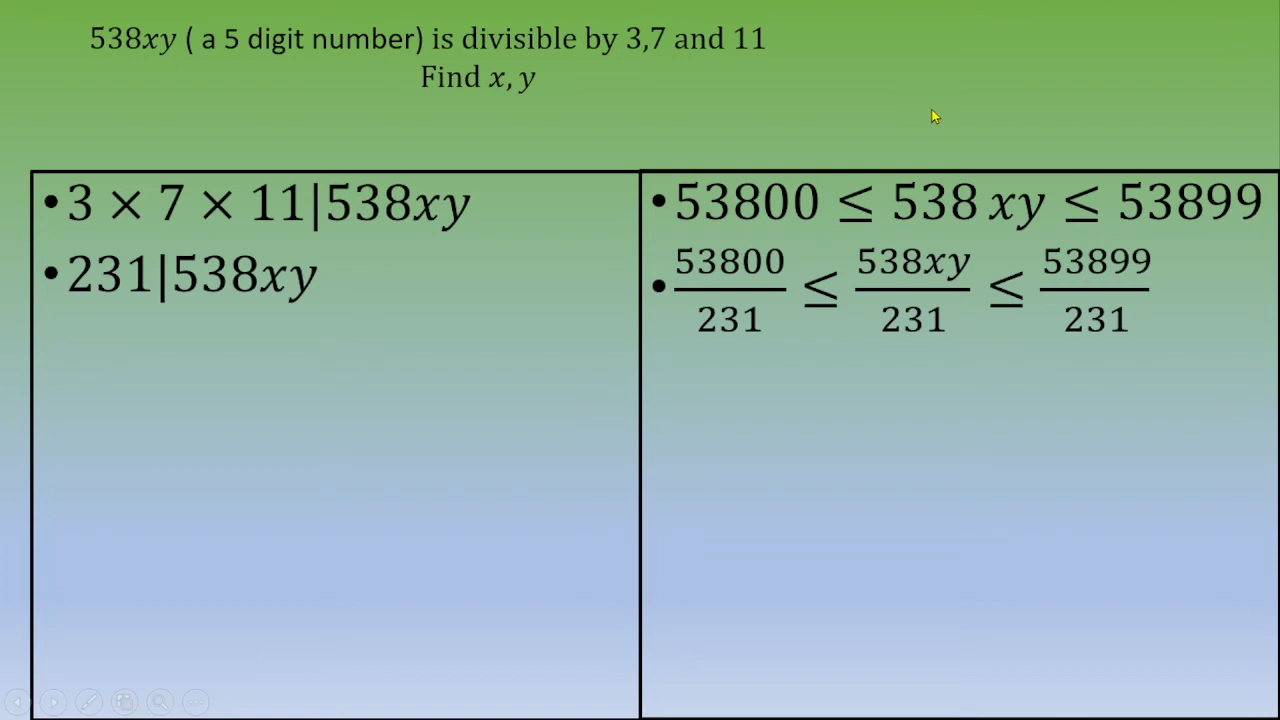 538xy ( a 5 digit number) is divisible by 3,7 and 11
Find x, y
• 3 × 7 × 11|538xy
• 231|538xy
• 53800 ≤ 538 xy ≤ 53899
• 53800/231 ≤ 538xy/231 ≤ 53899/231